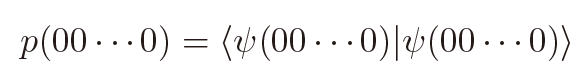 p(00 ⋯ 0) = ⟨ψ(00 ⋯ 0)|ψ(00 ⋯ 0)⟩